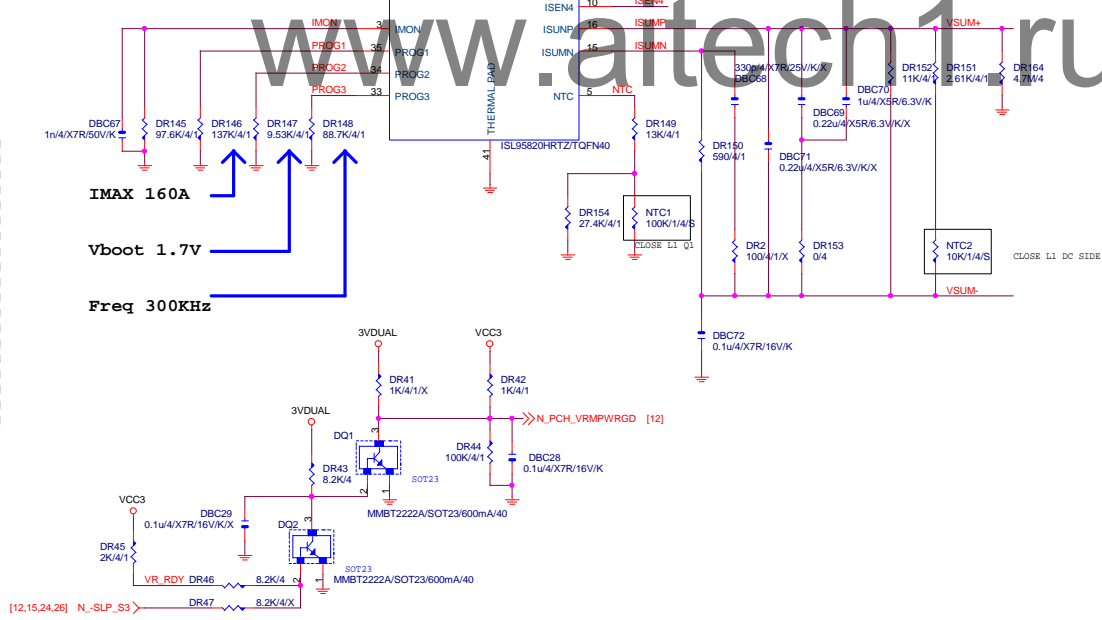 www.aitech1.ru
ISEN4 10 ISEN4
IMON 3 IMON ISUNP 16 ISUMP VSUM+
PROG1 35 PROG1 ISUMN 15 ISUMN
PROG2 34 PROG2
PROG3 33 PROG3 NTC 5 NTC
THERMAL PAD
41
ISL95820HRTZ/TQFN40
DBC67
1n/4/X7R/50V/K
DR145
97.6K/4/1
DR146
137K/4/1
DR147
9.53K/4/1
DR148
88.7K/4/1
DR149
13K/4/1
330p/4/X7R/25V/K/X
DBC68
DR152
11K/4/1
DR151
2.61K/4/1
DR164
4.7M/4
DBC70
1u/4/X5R/6.3V/K
DBC69
0.22u/4/X5R/6.3V/K/X
DR150
590/4/1
DBC71
0.22u/4/X5R/6.3V/K/X
IMAX 160A
Vboot 1.7V
Freq 300KHz
DR154
27.4K/4/1
NTC1
100K/1/4/S
CLOSE L1 Q1
DR2
100/4/1/X
DR153
0/4
NTC2
10K/1/4/S
CLOSE L1 DC SIDE
VSUM-
DBC72
0.1u/4/X7R/16V/K
3VDUAL
VCC3
DR41
1K/4/1/X
DR42
1K/4/1
N_PCH_VRMPWRGD [12]
3VDUAL
DQ1
3
2
1
SOT23
MMBT2222A/SOT23/600mA/40
DR44
100K/4/1
DBC28
0.1u/4/X7R/16V/K
DR43
8.2K/4
VCC3
DBC29
0.1u/4/X7R/16V/K/X
DQ2
3
2
1
SOT23
MMBT2222A/SOT23/600mA/40
DR45
2K/4/1
VR_RDY DR46 8.2K/4
[12,15,24,26] N_-SLP_S3 DR47 8.2K/4/X